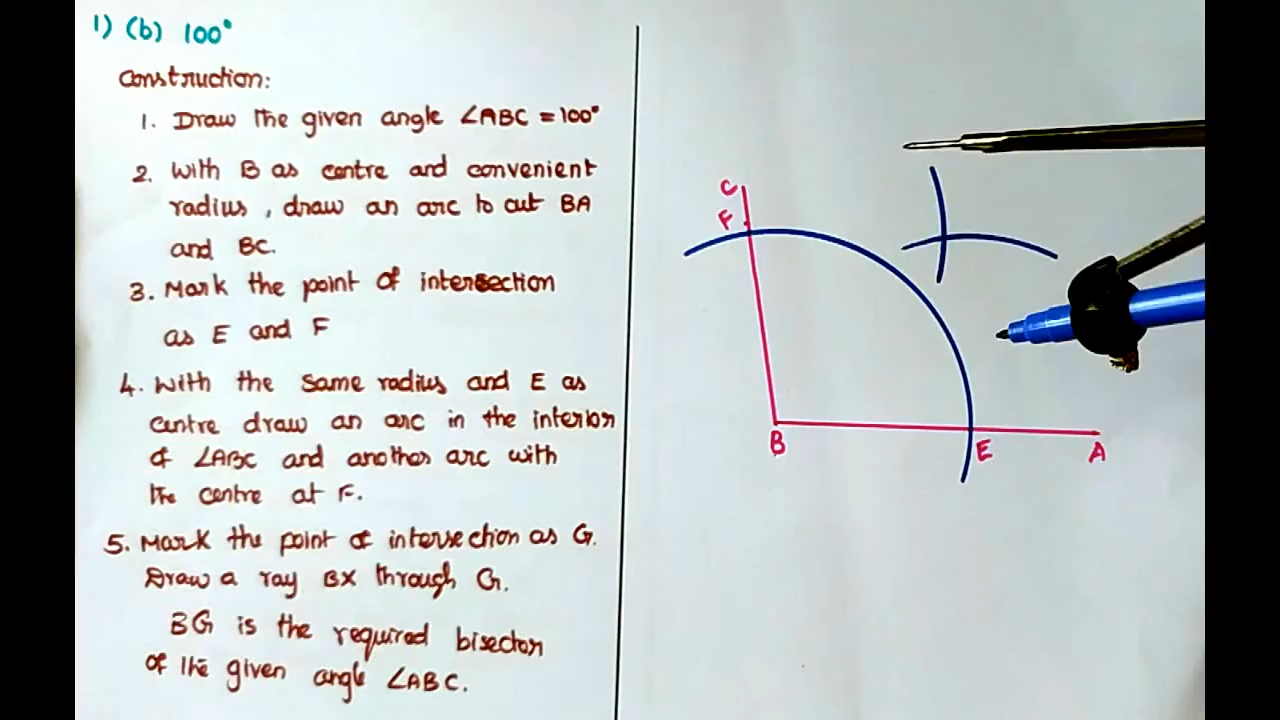 1) (b) 100°
Construction:
1. Draw the given angle ∠ABC = 100°
2. With B as centre and convenient
radius, draw an arc to cut BA
and BC.
3. Mark the point of intersection
as E and F
4. With the same radius and E as
centre draw an arc in the interior
of ∠ABC and another arc with
the centre at F.
5. Mark the point of intersection as G.
Draw a ray BX through G.
BG is the required bisector
of the given angle ∠ABC.
C
F
B
E
A